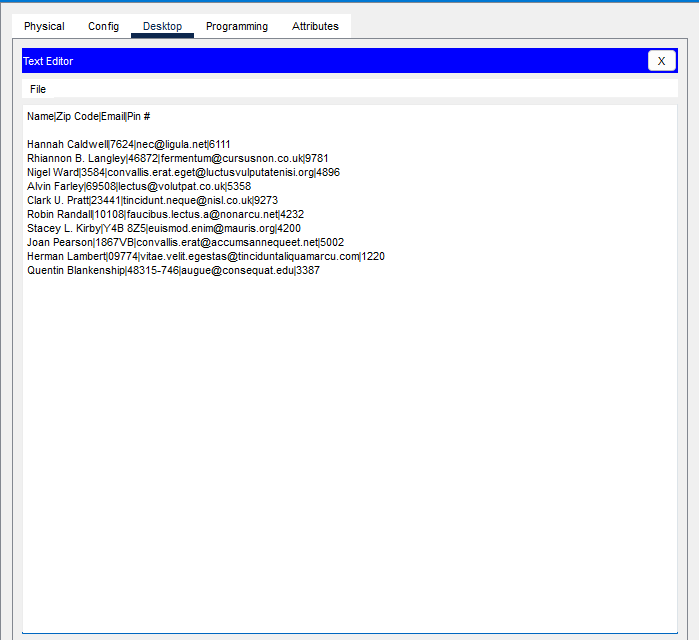 Physical Config Desktop Programming Attributes
Text Editor X
File
Name|Zip Code|Email|Pin #
Hannah Caldwell|7624|nec@ligula.net|6111
Rhiannon B. Langley|46872|fermentum@cursusnon.co.uk|9781
Nigel Ward|3584|convallis.erat.eget@luctusvulputatenisi.org|4896
Alvin Farley|69508|lectus@volutpat.co.uk|5358
Clark U. Pratt|23441|tincidunt.neque@nisl.co.uk|9273
Robin Randall|10108|faucibus.lectus.a@nonarcu.net|4232
Stacey L. Kirby|Y4B 8Z5|euismod.enim@mauris.org|4200
Joan Pearson|1867VB|convallis.erat@accumsannequeet.net|5002
Herman Lambert|09774|vitae.velit.egestas@tinciduntaliquamarcu.com|1220
Quentin Blankenship|48315-746|augue@consequat.edu|3387